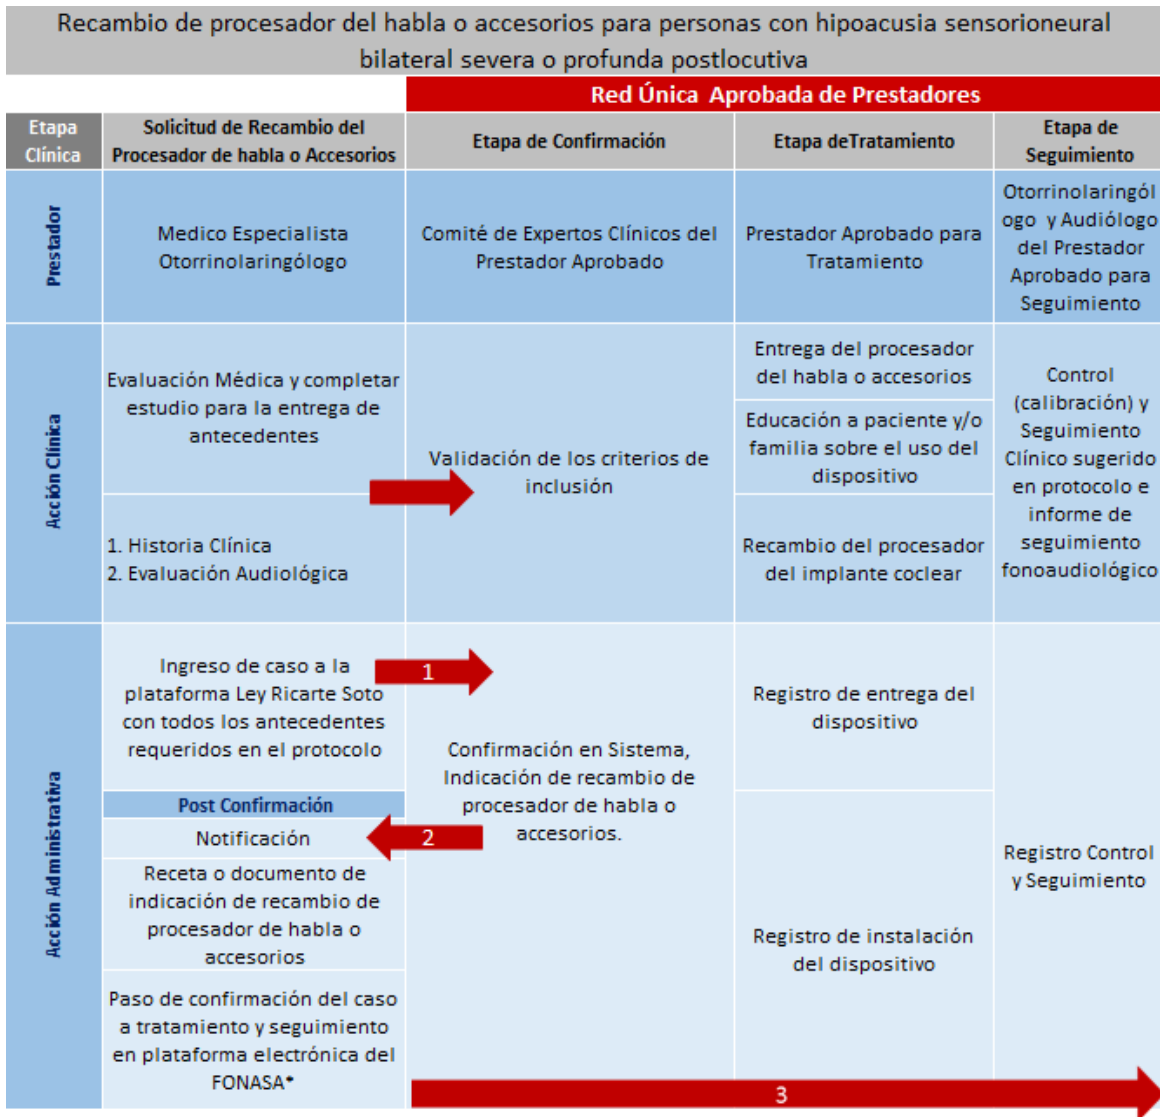 Recambio de procesador del habla o accesorios para personas con hipoacusia sensorioneural
bilateral severa o profunda postlocutiva
Red Única Aprobada de Prestadores
Etapa
Clínica
Solicitud de Recambio del
Procesador de habla o Accesorios
Etapa de Confirmación
Etapa deTratamiento
Etapa de
Seguimiento
Prestador
Medico Especialista
Otorrinolaringólogo
Comité de Expertos Clínicos del
Prestador Aprobado
Prestador Aprobado para
Tratamiento
Otorrinolaringól
ogo y Audiólogo
del Prestador
Aprobado para
Seguimiento
Acción Clínica
Evaluación Médica y completar
estudio para la entrega de
antecedentes
1. Historia Clínica
2. Evaluación Audiológica
Validación de los criterios de
inclusión
Entrega del procesador
del habla o accesorios
Educación a paciente y/o
familia sobre el uso del
dispositivo
Recambio del procesador
del implante coclear
Control
(calibración) y
Seguimiento
Clínico sugerido
en protocolo e
informe de
seguimiento
fonoaudiológico
Acción Administrativa
Ingreso de caso a la
plataforma Ley Ricarte Soto
con todos los antecedentes
requeridos en el protocolo
1
Post Confirmación
Notificación
2
Receta o documento de
indicación de recambio de
procesador de habla o
accesorios
Paso de confirmación del caso
a tratamiento y seguimiento
en plataforma electrónica del
FONASA*
Confirmación en Sistema,
Indicación de recambio de
procesador de habla o
accesorios.
Registro de entrega del
dispositivo
Registro de instalación
del dispositivo
Registro Control
y Seguimiento
3